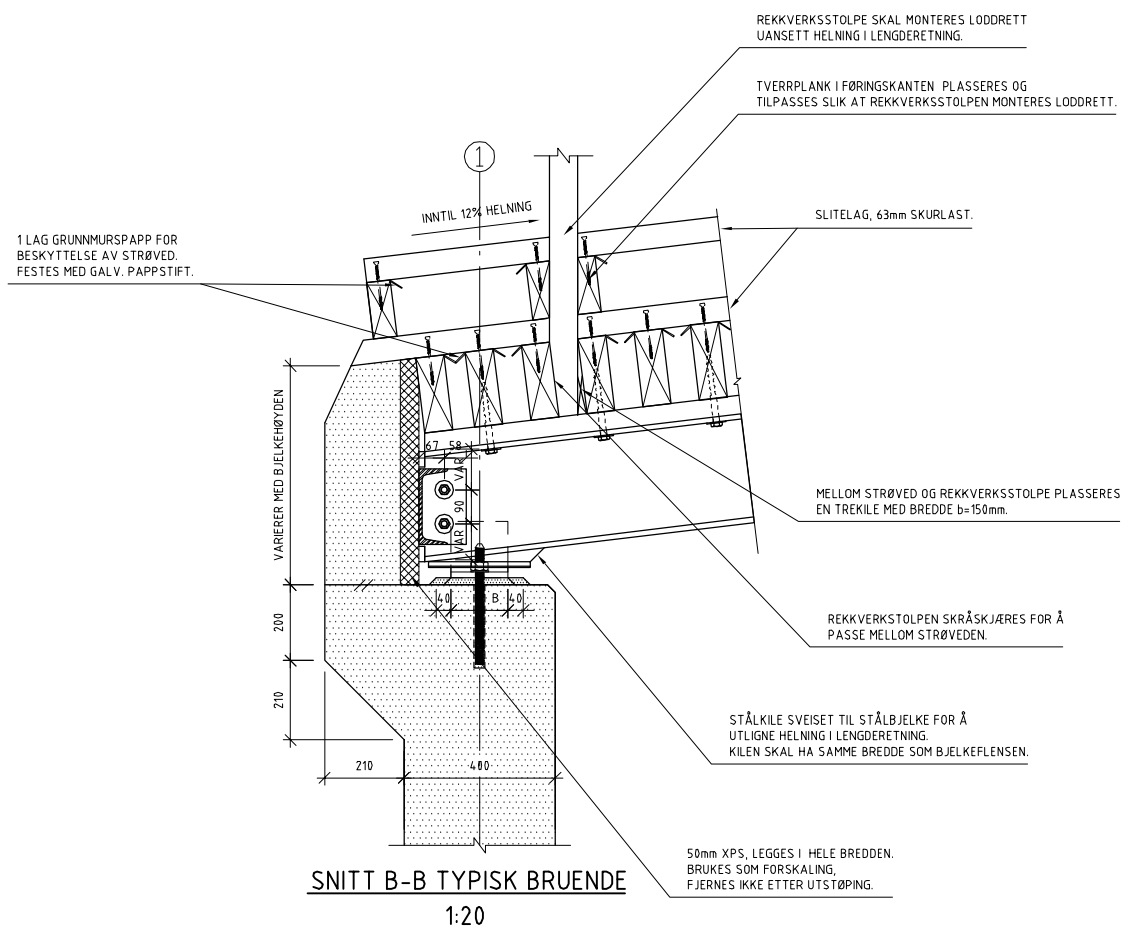 REKKVERKSSTOLPE SKAL MONTERES LODDRETT
UANSETT HELNING I LENGDERETNING.
TVERRPLANK I FØRINGSKANTEN PLASSERES OG
TILPASSES SLIK AT REKKVERKSSTOLPEN MONTERES LODDRETT.
1
INNTIL 12% HELNING
SLITELAG, 63mm SKURLAST.
1 LAG GRUNNMURSPAPP FOR
BESKYTTELSE AV STRØVED.
FESTES MED GALV. PAPPSTIFT.
VARIERER MED BJELKEHØYDEN
67
58
VAR
90
VAR
MELLOM STRØVED OG REKKVERKSSTOLPE PLASSERES
EN TREKILE MED BREDDE b=150mm.
40
B
40
200
REKKVERKSTOLPEN SKRÅSKJÆRES FOR Å
PASSE MELLOM STRØVEDEN.
210
STÅLKILE SVEISET TIL STÅLBJELKE FOR Å
UTLIGNE HELNING I LENGDERETNING.
KILEN SKAL HA SAMME BREDDE SOM BJELKEFLENSEN.
210
400
50mm XPS, LEGGES I HELE BREDDEN.
BRUKES SOM FORSKALING,
FJERNES IKKE ETTER UTSTØPING.
SNITT B-B TYPISK BRUENDE
1:20